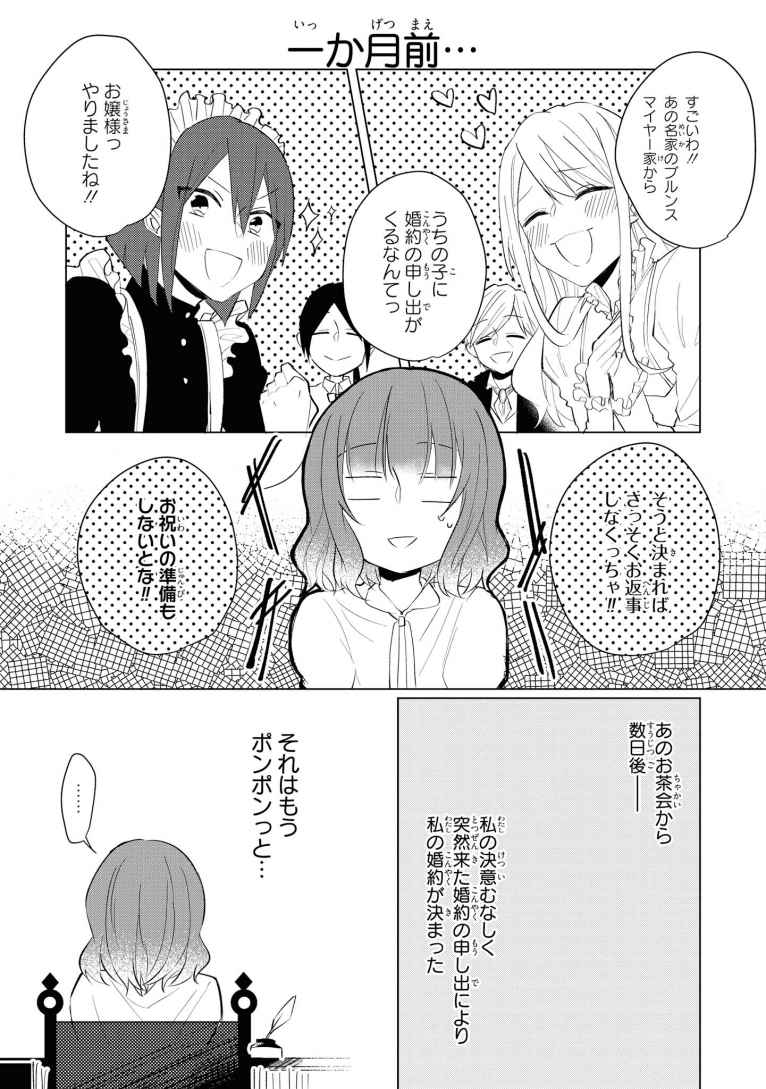 一か月前…
すごいわ!!
あの名家のブルンス
マイヤー家から
うちの子に
婚約の申し出が
くるなんてっ
お嬢様っ
やりましたね!!
そうと決まれば
さっそくお返事
しなくっちゃ!!
お祝いの準備も
しないとな!!
あのお茶会から
数日後――
私の決意むなしく
突然来た婚約の申し出により
私の婚約が決まった
それはもう
ポンポンっと…
……